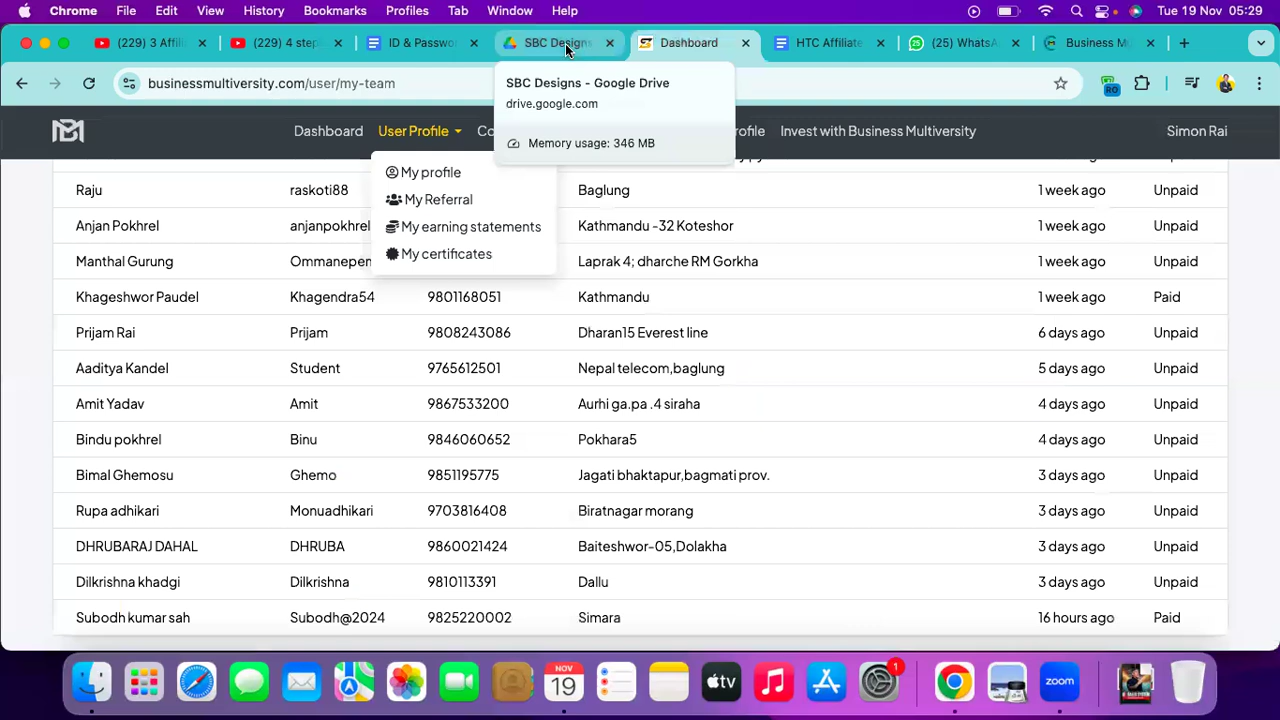 Chrome File Edit View History Bookmarks Profiles Tab Window Help Tue 19 Nov 05:29
(229) 3 Affili (229) 4 step ID & Passwo SBC Designs Dashboard HTC Affiliate (25) WhatsA Business M
businessmultiversity.com/user/my-team
SBC Designs - Google Drive
drive.google.com
Memory usage: 346 MB
Dashboard User Profile Co rofile Invest with Business Multiversity Simon Rai
My profile
My Referral
My earning statements
My certificates
Raju raskoti88 Baglung 1 week ago Unpaid
Anjan Pokhrel anjanpokhrel Kathmandu -32 Koteshor 1 week ago Unpaid
Manthal Gurung Ommanepen Laprak 4; dharche RM Gorkha 1 week ago Unpaid
Khageshwor Paudel Khagendra54 9801168051 Kathmandu 1 week ago Paid
Prijam Rai Prijam 9808243086 Dharan15 Everest line 6 days ago Unpaid
Aaditya Kandel Student 9765612501 Nepal telecom,baglung 5 days ago Unpaid
Amit Yadav Amit 9867533200 Aurhi ga.pa .4 siraha 4 days ago Unpaid
Bindu pokhrel Binu 9846060652 Pokhara5 4 days ago Unpaid
Bimal Ghemosu Ghemo 9851195775 Jagati bhaktapur,bagmati prov. 3 days ago Unpaid
Rupa adhikari Monuadhikari 9703816408 Biratnagar morang 3 days ago Unpaid
DHRUBARAJ DAHAL DHRUBA 9860021424 Baiteshwor-05,Dolakha 3 days ago Unpaid
Dilkrishna khadgi Dilkrishna 9810113391 Dallu 3 days ago Unpaid
Subodh kumar sah Subodh@2024 9825220002 Simara 16 hours ago Paid
RO
NOV
19
tv
1
zoom